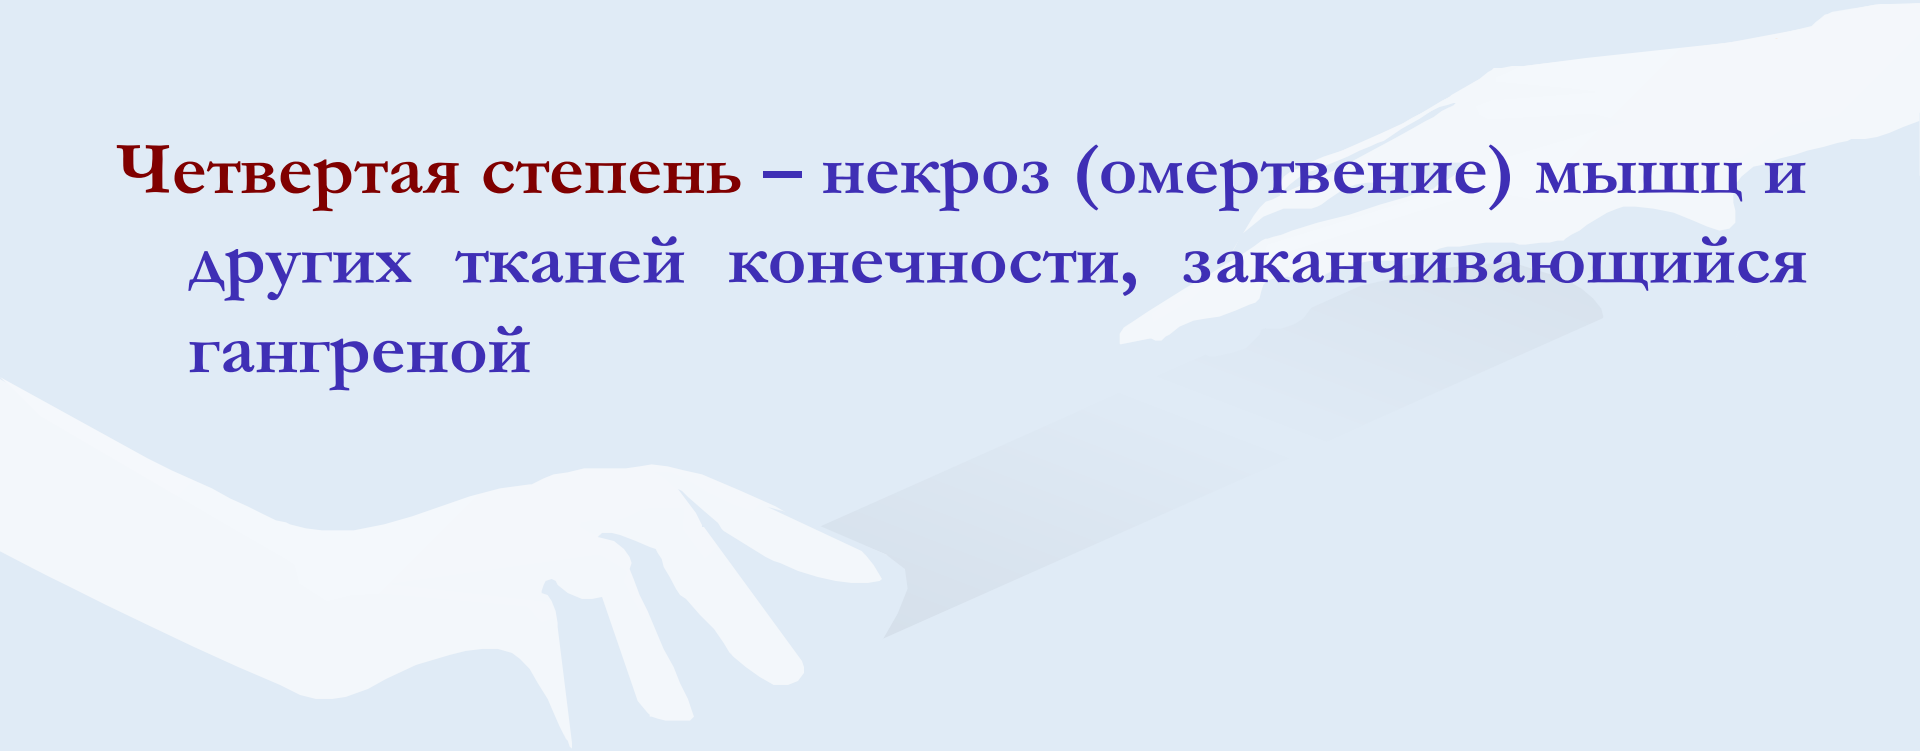 Четвертая степень – некроз (омертвение) мышц и
других тканей конечности, заканчивающийся
гангреной